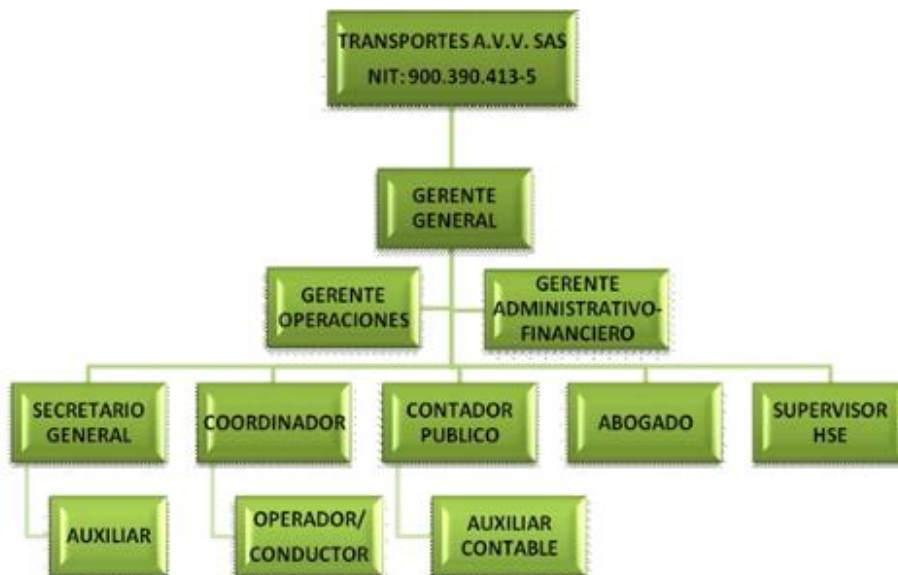 TRANSPORTES A.V.V. SAS
NIT: 900.390.413-5
GERENTE
GENERAL
GERENTE
OPERACIONES
GERENTE
ADMINISTRATIVO-
FINANCIERO
SECRETARIO
GENERAL
COORDINADOR
CONTADOR
PUBLICO
ABOGADO
SUPERVISOR
HSE
AUXILIAR
OPERADOR/
CONDUCTOR
AUXILIAR
CONTABLE